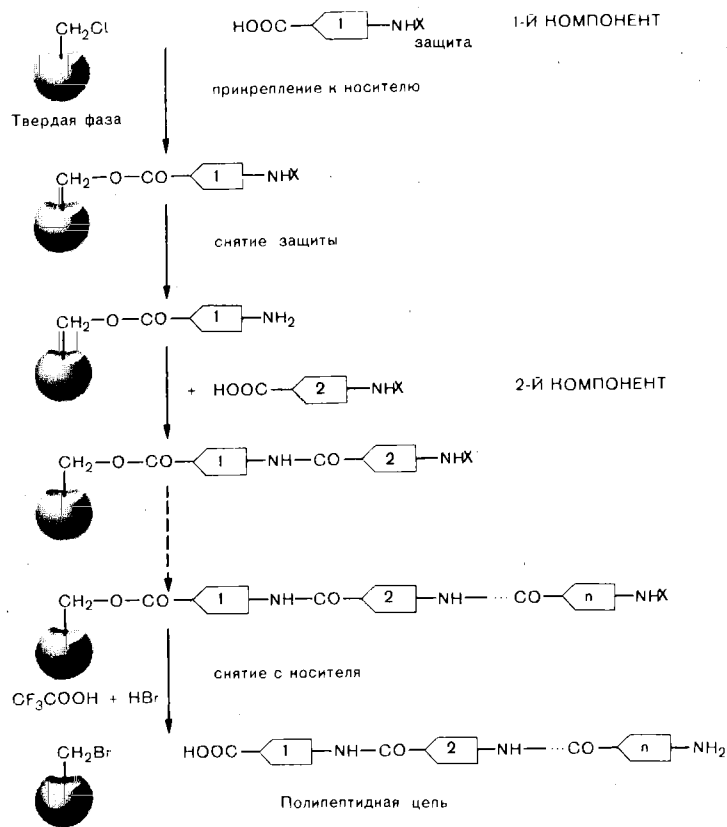 CH₂Cl HOOC 1 NHX 1-Й КОМПОНЕНТ
защита
прикрепление к носителю
Твердая фаза
CH₂—O—CO 1 NHX
снятие защиты
CH₂—O—CO 1 NH₂
+ HOOC 2 NHX 2-Й КОМПОНЕНТ
CH₂—O—CO 1 NH—CO 2 NHX
CH₂—O—CO 1 NH—CO 2 NH— ··· CO n NHX
снятие с носителя
CF₃COOH + HBr
CH₂Br HOOC 1 NH—CO 2 NH— ··· CO n NH₂
Полипептидная цепь